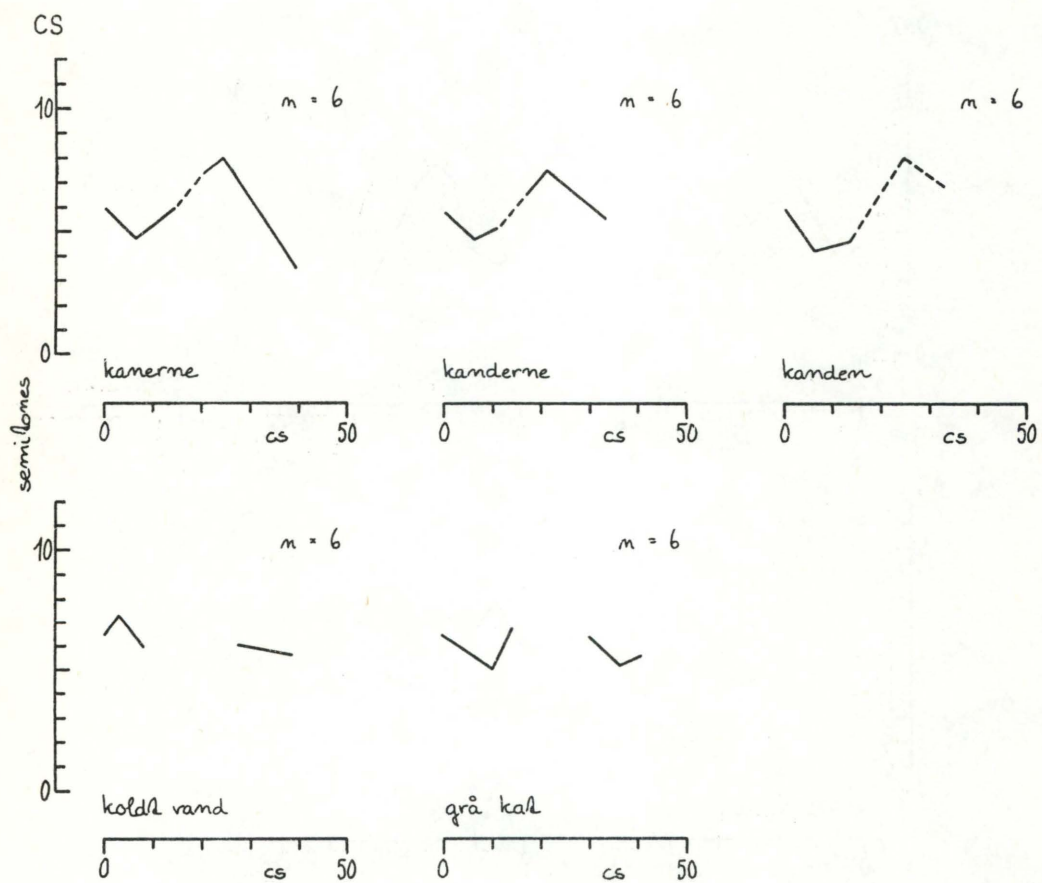 CS
10
n = 6
n = 6
n = 6
0
kanerne
kanderne
kanden
0 cs 50
0 cs 50
0 cs 50
semitones
10
n = 6
n = 6
0
koldt vand
grå kat
0 cs 50
0 cs 50